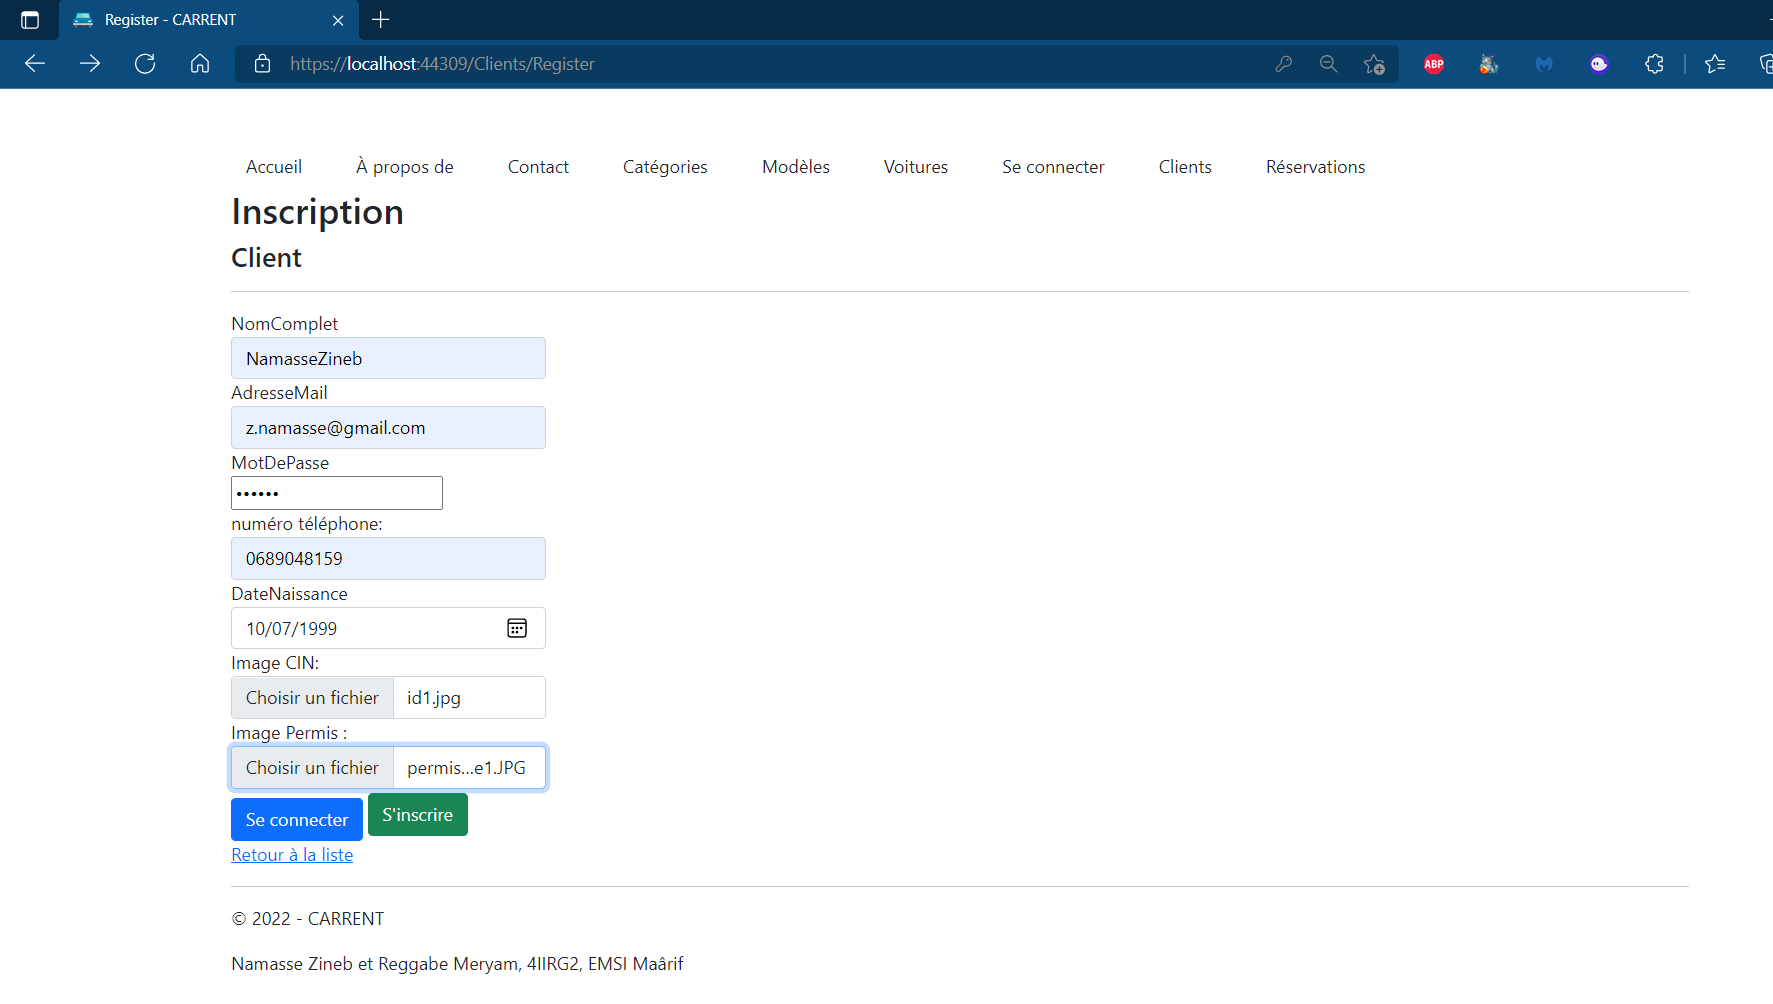 Register - CARRENT
https://localhost:44309/Clients/Register
ABP
Accueil À propos de Contact Catégories Modèles Voitures Se connecter Clients Réservations
Inscription
Client
NomComplet
NamasseZineb
AdresseMail
z.namasse@gmail.com
MotDePasse
••••••
numéro téléphone:
0689048159
DateNaissance
10/07/1999
Image CIN:
Choisir un fichier id1.jpg
Image Permis :
Choisir un fichier permis...e1.JPG
Se connecter S'inscrire
Retour à la liste
© 2022 - CARRENT
Namasse Zineb et Reggabe Meryam, 4IIRG2, EMSI Maârif